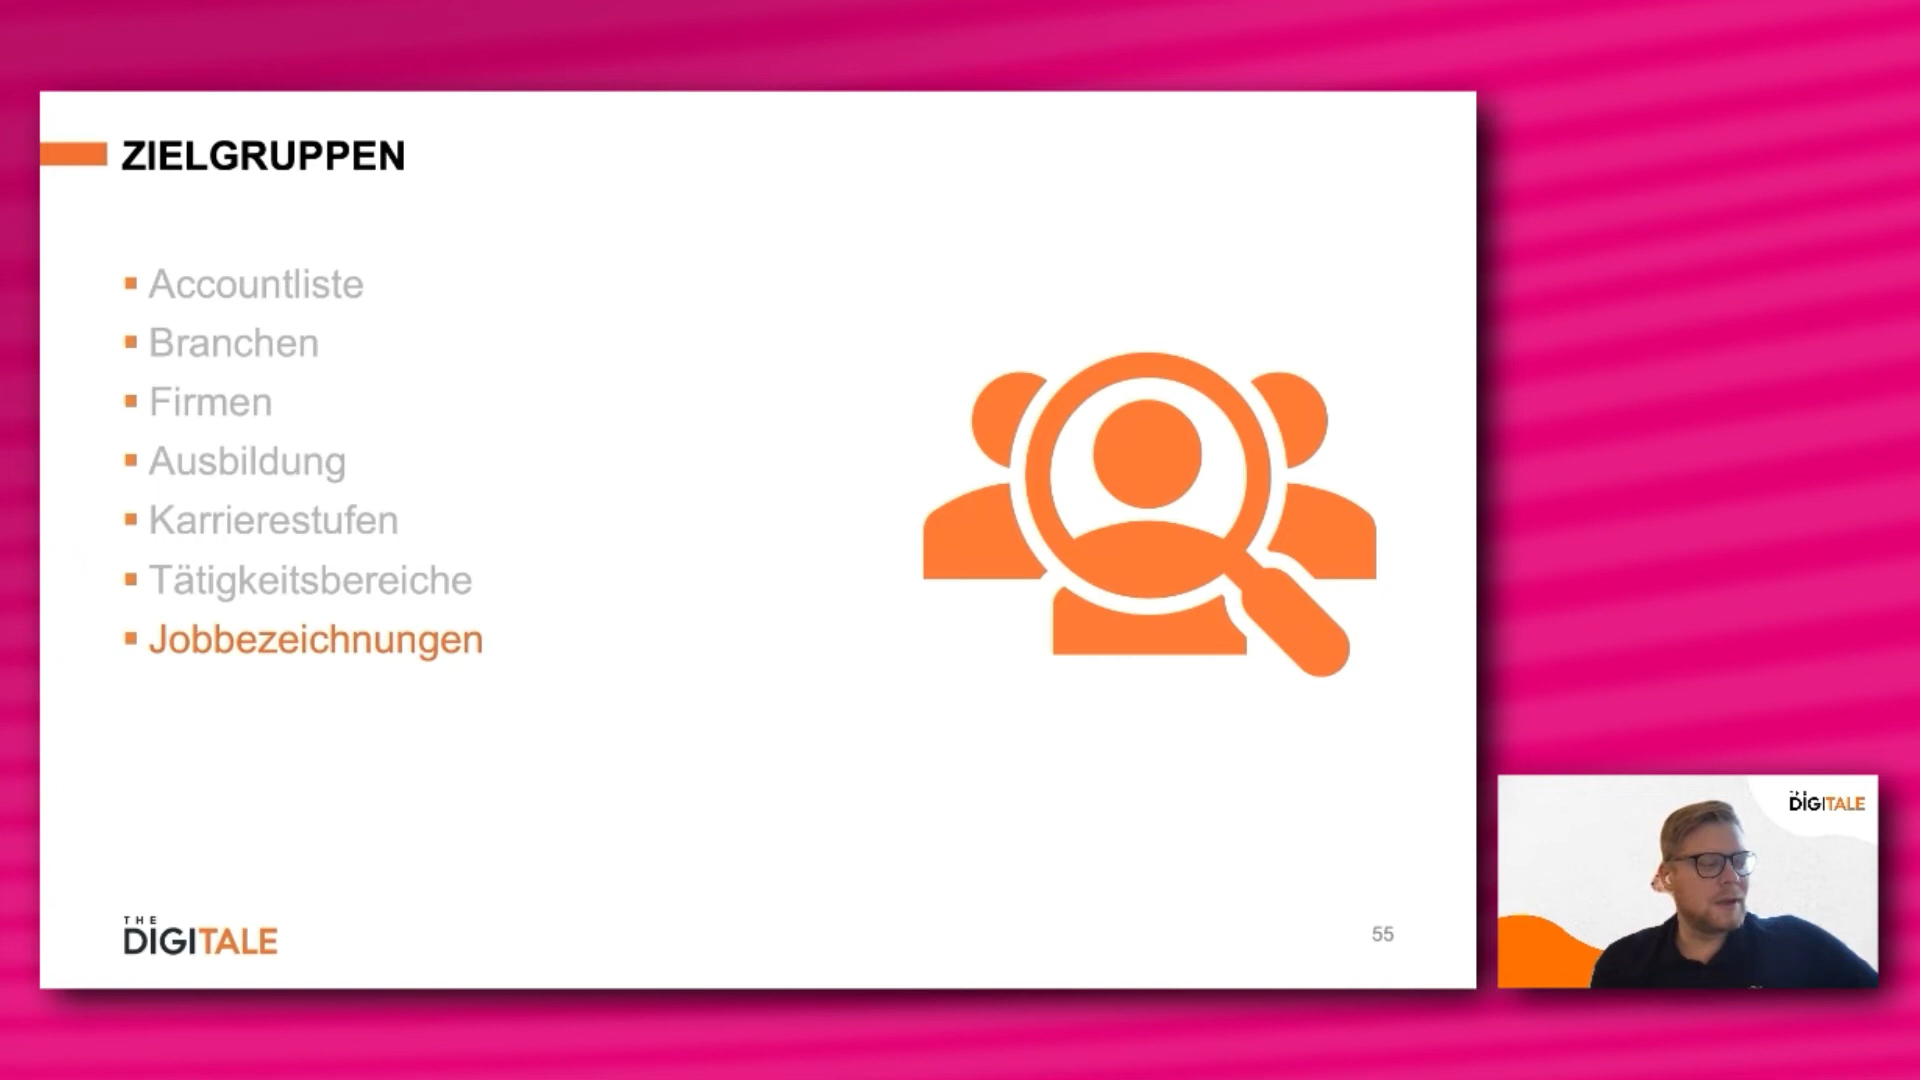 ZIELGRUPPEN
Accountliste
Branchen
Firmen
Ausbildung
Karrierestufen
Tätigkeitsbereiche
Jobbezeichnungen
THE
DIGITALE
55
DIGITALE